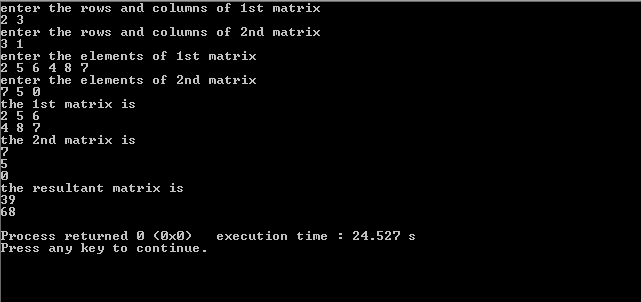 enter the rows and columns of 1st matrix
2 3
enter the rows and columns of 2nd matrix
3 1
enter the elements of 1st matrix
2 5 6 4 8 7
enter the elements of 2nd matrix
7 5 0
the 1st matrix is
2 5 6
4 8 7
the 2nd matrix is
7
5
0
the resultant matrix is
39
68
Process returned 0 (0x0)   execution time : 24.527 s
Press any key to continue.